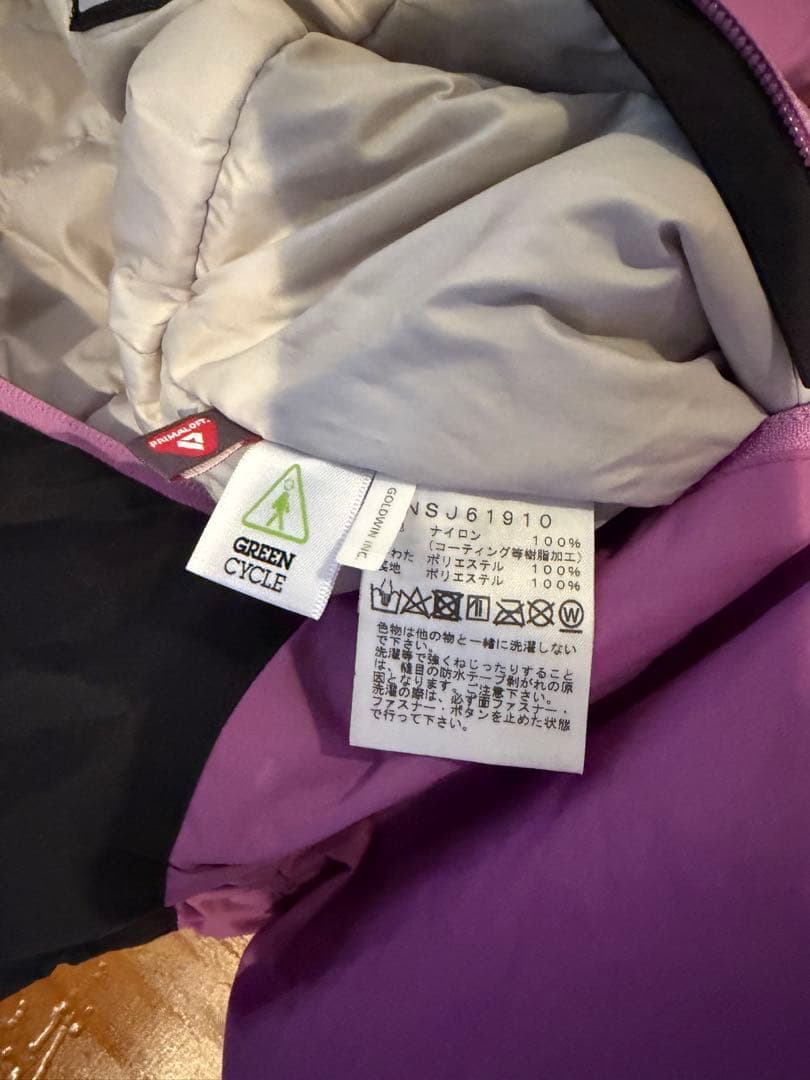 PRIMALOFT.
GREEN
CYCLE
GOLDWIN INC
NSJ61910
ナイロン 100%
(コーティング等樹脂加工)
わた ポリエステル 100%
地 ポリエステル 100%
W
色物は他の物と一緒に洗濯しない
で下さい。
洗濯等で強くねじったりすること
は、縫目の防水テープ剥がれの原
因となります。ご注意下さい。
洗濯の際は、必ず面ファスナー・
ファスナー・ボタンを止めた状態
で行って下さい。